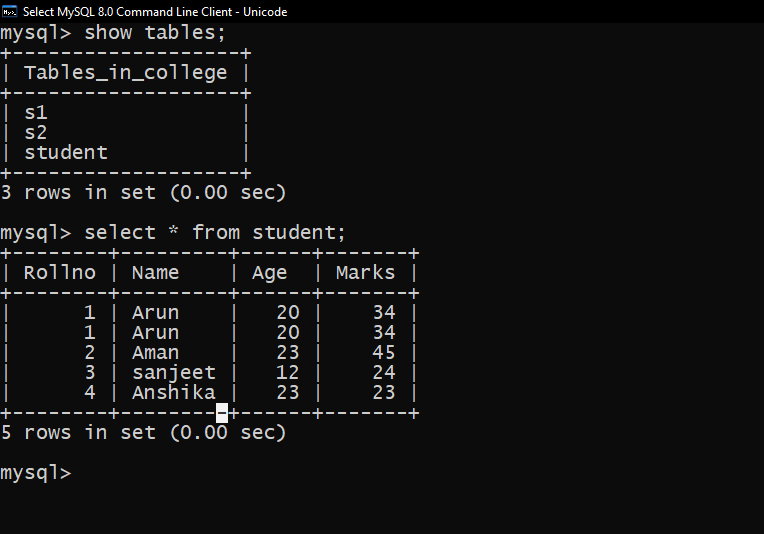 Select MySQL 8.0 Command Line Client - Unicode
mysql> show tables;
+-------------------+
| Tables_in_college |
+-------------------+
| s1                |
| s2                |
| student           |
+-------------------+
3 rows in set (0.00 sec)
mysql> select * from student;
+--------+---------+------+-------+
| Rollno | Name    | Age  | Marks |
+--------+---------+------+-------+
|      1 | Arun    |   20 |    34 |
|      1 | Arun    |   20 |    34 |
|      2 | Aman    |   23 |    45 |
|      3 | sanjeet |   12 |    24 |
|      4 | Anshika |   23 |    23 |
+--------+---------+------+-------+
5 rows in set (0.00 sec)
mysql>